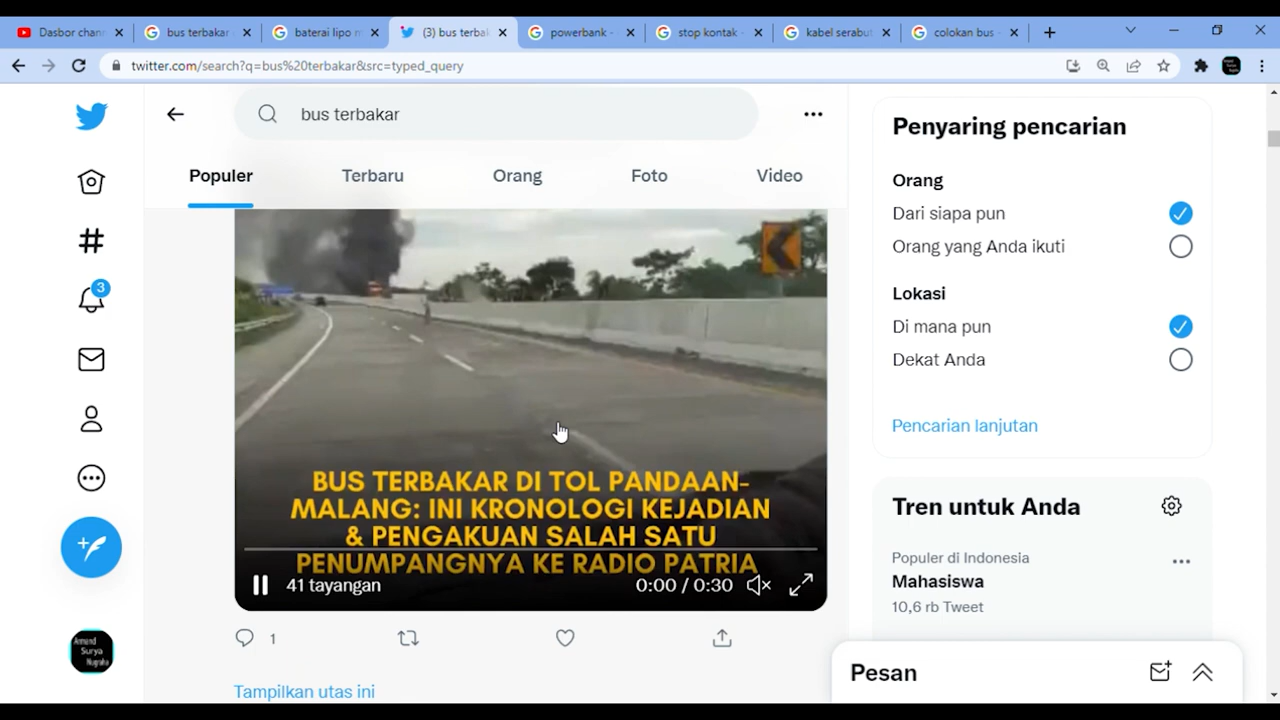 Dasbor chan
bus terbakar -
baterai lipo m
(3) bus terbak
powerbank -
stop kontak -
kabel serabut
colokan bus -
twitter.com/search?q=bus%20terbakar&src=typed_query
bus terbakar
Populer
Terbaru
Orang
Foto
Video
BUS TERBAKAR DI TOL PANDAAN-
MALANG: INI KRONOLOGI KEJADIAN
& PENGAKUAN SALAH SATU
PENUMPANGNYA KE RADIO PATRIA
41 tayangan
0:00 / 0:30
1
Tampilkan utas ini
3
Armend
Surya
Nugraha
Penyaring pencarian
Orang
Dari siapa pun
Orang yang Anda ikuti
Lokasi
Di mana pun
Dekat Anda
Pencarian lanjutan
Tren untuk Anda
Populer di Indonesia
Mahasiswa
10,6 rb Tweet
Pesan